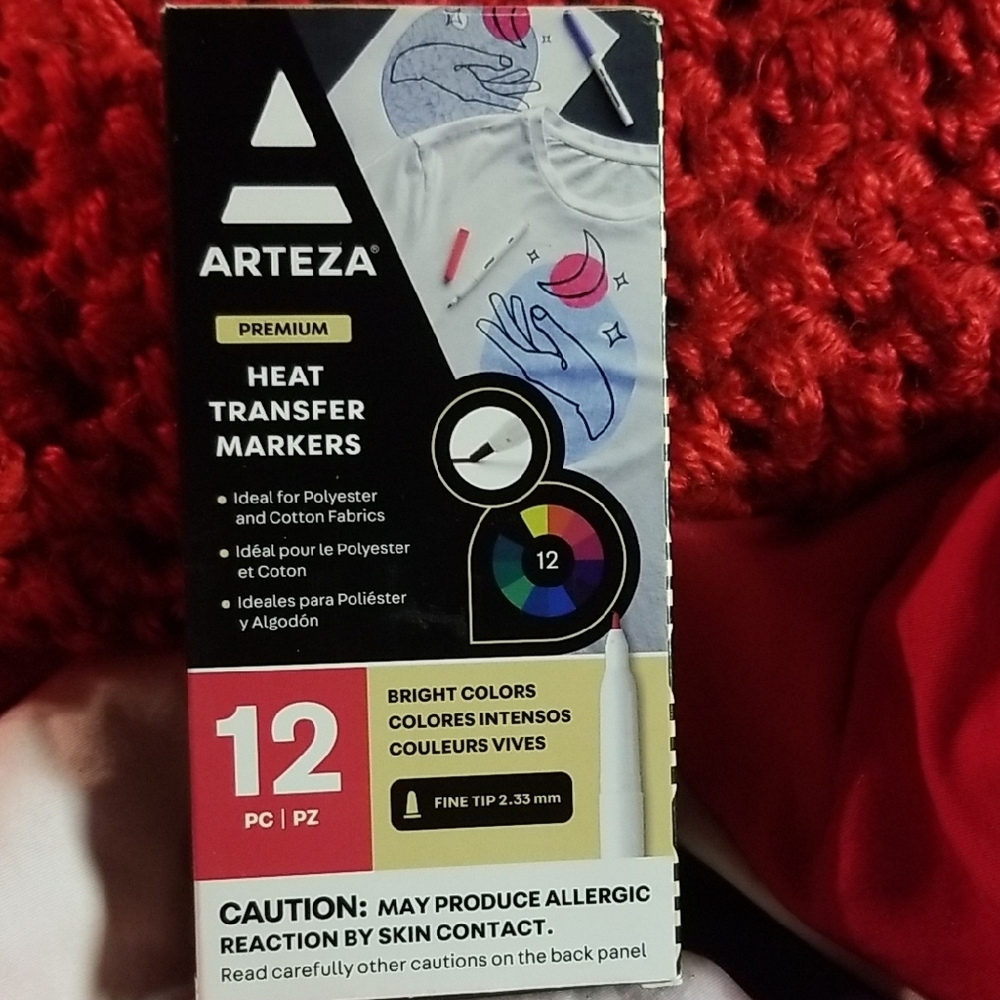 ARTEZA®
PREMIUM
HEAT
TRANSFER
MARKERS
• Ideal for Polyester
and Cotton Fabrics
• Idéal pour le Polyester
et Coton
• Ideales para Poliéster
y Algodón
12
12
PC | PZ
BRIGHT COLORS
COLORES INTENSOS
COULEURS VIVES
FINE TIP 2.33 mm
CAUTION: MAY PRODUCE ALLERGIC
REACTION BY SKIN CONTACT.
Read carefully other cautions on the back panel